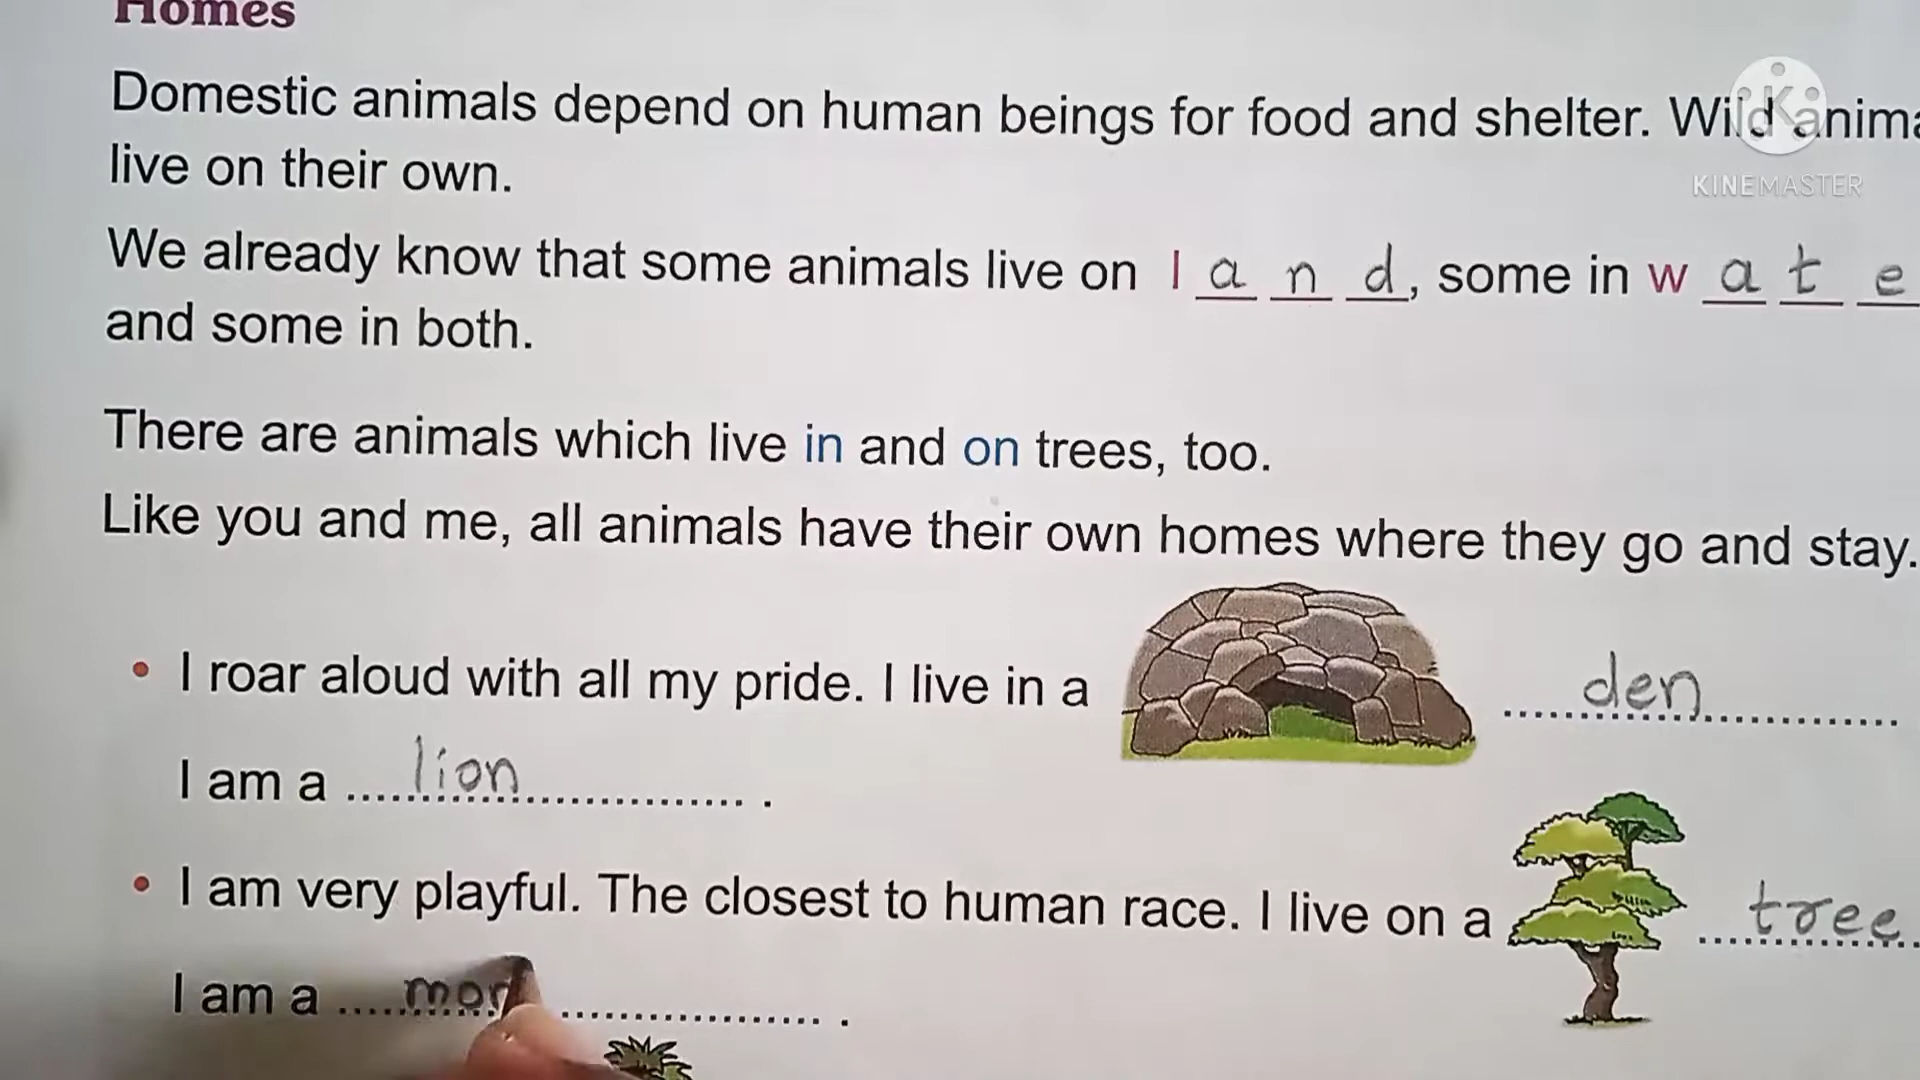 Homes
Domestic animals depend on human beings for food and shelter. Wild anima
live on their own.
KINEMASTER
We already know that some animals live on l a n d, some in w a t e
and some in both.
There are animals which live in and on trees, too.
Like you and me, all animals have their own homes where they go and stay.
• I roar aloud with all my pride. I live in a ........ den ........
I am a ........ lion ........ .
• I am very playful. The closest to human race. I live on a ........ tree
I am a ........ mon ........ .